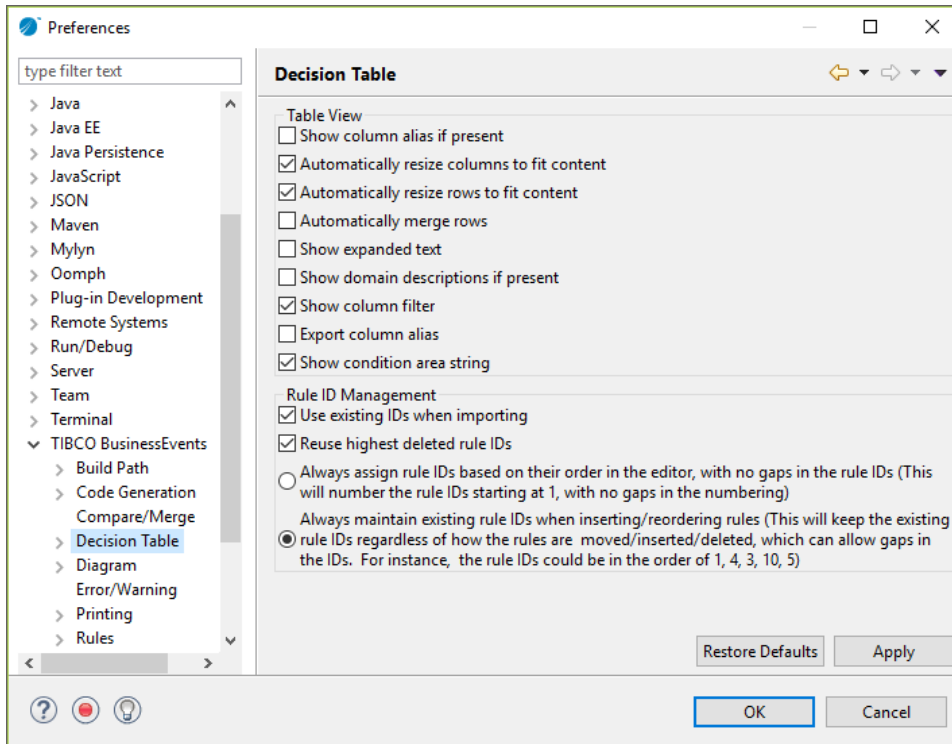 Preferences
type filter text
Java
Java EE
Java Persistence
JavaScript
JSON
Maven
Mylyn
Oomph
Plug-in Development
Remote Systems
Run/Debug
Server
Team
Terminal
TIBCO BusinessEvents
Build Path
Code Generation
Compare/Merge
Decision Table
Diagram
Error/Warning
Printing
Rules
Decision Table
Table View
Show column alias if present
Automatically resize columns to fit content
Automatically resize rows to fit content
Automatically merge rows
Show expanded text
Show domain descriptions if present
Show column filter
Export column alias
Show condition area string
Rule ID Management
Use existing IDs when importing
Reuse highest deleted rule IDs
Always assign rule IDs based on their order in the editor, with no gaps in the rule IDs (This
will number the rule IDs starting at 1, with no gaps in the numbering)
Always maintain existing rule IDs when inserting/reordering rules (This will keep the existing
rule IDs regardless of how the rules are  moved/inserted/deleted, which can allow gaps in
the IDs.  For instance,  the rule IDs could be in the order of 1, 4, 3, 10, 5)
Restore Defaults
Apply
OK
Cancel